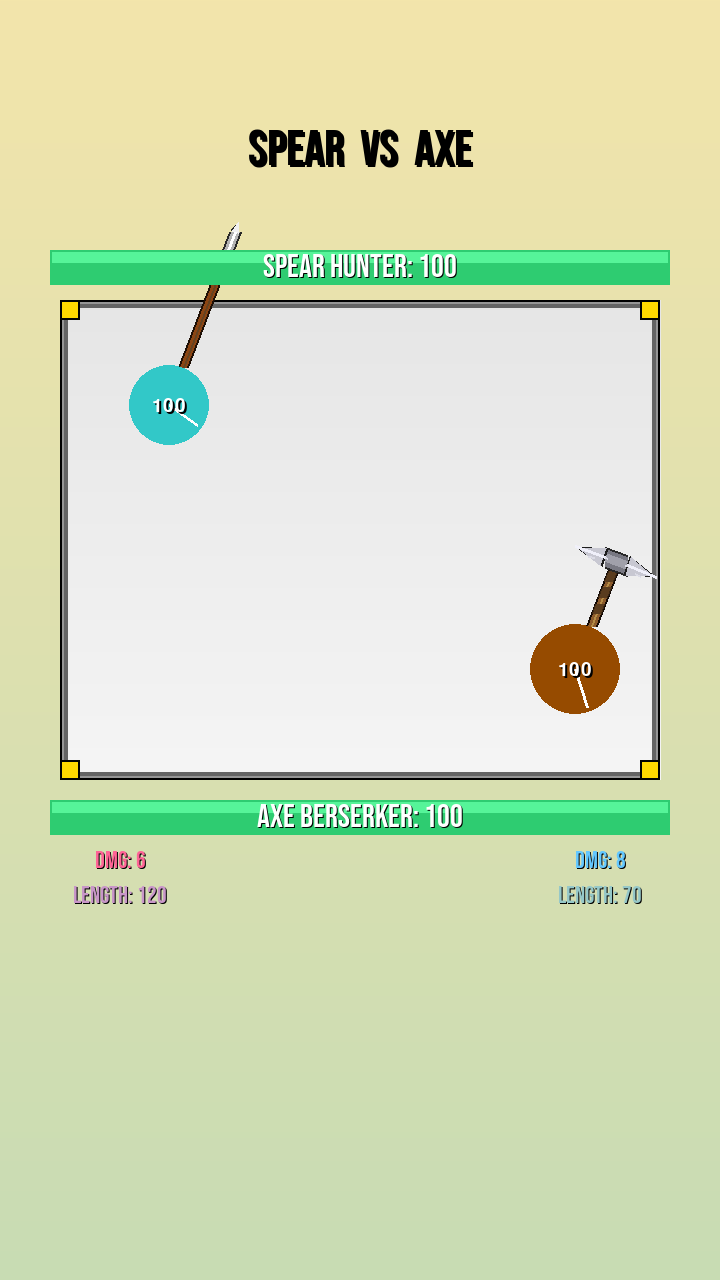 SPEAR VS AXE
SPEAR HUNTER: 100
100
100
AXE BERSERKER: 100
DMG: 6
DMG: 8
LENGTH: 120
LENGTH: 70